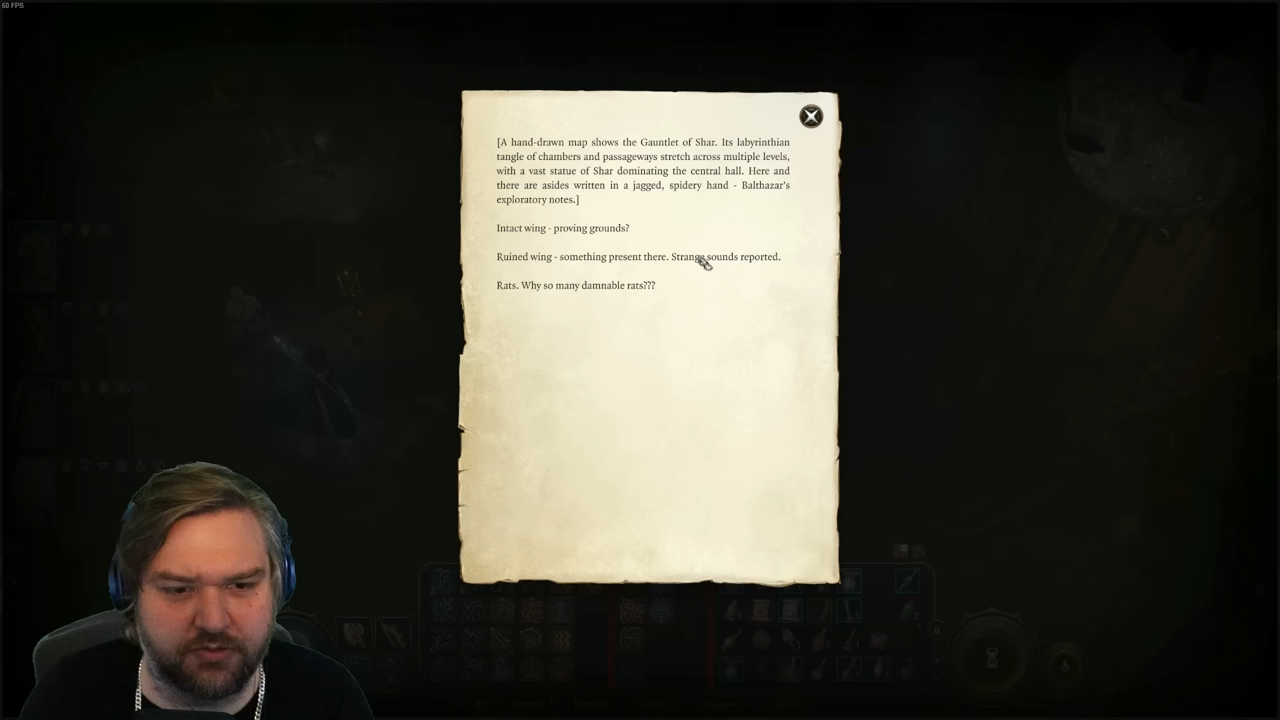 60 FPS
[A hand-drawn map shows the Gauntlet of Shar. Its labyrinthian
tangle of chambers and passageways stretch across multiple levels,
with a vast statue of Shar dominating the central hall. Here and
there are asides written in a jagged, spidery hand - Balthazar's
exploratory notes.]
Intact wing - proving grounds?
Ruined wing - something present there. Strange sounds reported.
Rats. Why so many damnable rats???